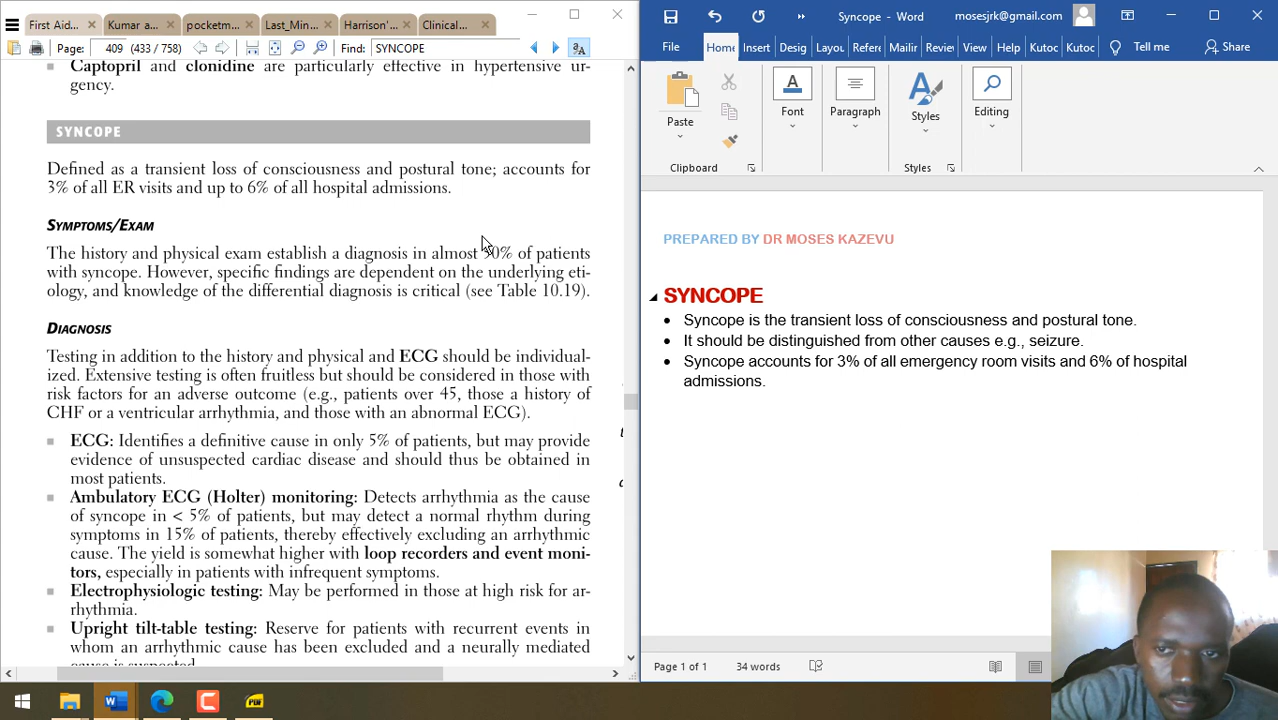 First Aid...
Kumar a...
pocketm...
Last_Min...
Harrison'...
Clinical...
Page: 409 (433 / 758)
Find: SYNCOPE
Captopril and clonidine are particularly effective in hypertensive ur-
gency.
SYNCOPE
Defined as a transient loss of consciousness and postural tone; accounts for
3% of all ER visits and up to 6% of all hospital admissions.
SYMPTOMS/EXAM
The history and physical exam establish a diagnosis in almost 50% of patients
with syncope. However, specific findings are dependent on the underlying eti-
ology, and knowledge of the differential diagnosis is critical (see Table 10.19).
DIAGNOSIS
Testing in addition to the history and physical and ECG should be individual-
ized. Extensive testing is often fruitless but should be considered in those with
risk factors for an adverse outcome (e.g., patients over 45, those a history of
CHF or a ventricular arrhythmia, and those with an abnormal ECG).
ECG: Identifies a definitive cause in only 5% of patients, but may provide
evidence of unsuspected cardiac disease and should thus be obtained in
most patients.
Ambulatory ECG (Holter) monitoring: Detects arrhythmia as the cause
of syncope in < 5% of patients, but may detect a normal rhythm during
symptoms in 15% of patients, thereby effectively excluding an arrhythmic
cause. The yield is somewhat higher with loop recorders and event moni-
tors, especially in patients with infrequent symptoms.
Electrophysiologic testing: May be performed in those at high risk for ar-
rhythmia.
Upright tilt-table testing: Reserve for patients with recurrent events in
whom an arrhythmic cause has been excluded and a neurally mediated
cause is suspected.
Syncope - Word
mosesjrk@gmail.com
File
Home
Insert
Desig
Layou
Refere
Mailir
Reviev
View
Help
Kutoc
Kutoc
Tell me
Share
Paste
Font
Paragraph
Styles
Editing
Clipboard
Styles
PREPARED BY DR MOSES KAZEVU
SYNCOPE
• Syncope is the transient loss of consciousness and postural tone.
• It should be distinguished from other causes e.g., seizure.
• Syncope accounts for 3% of all emergency room visits and 6% of hospital
admissions.
Page 1 of 1
34 words